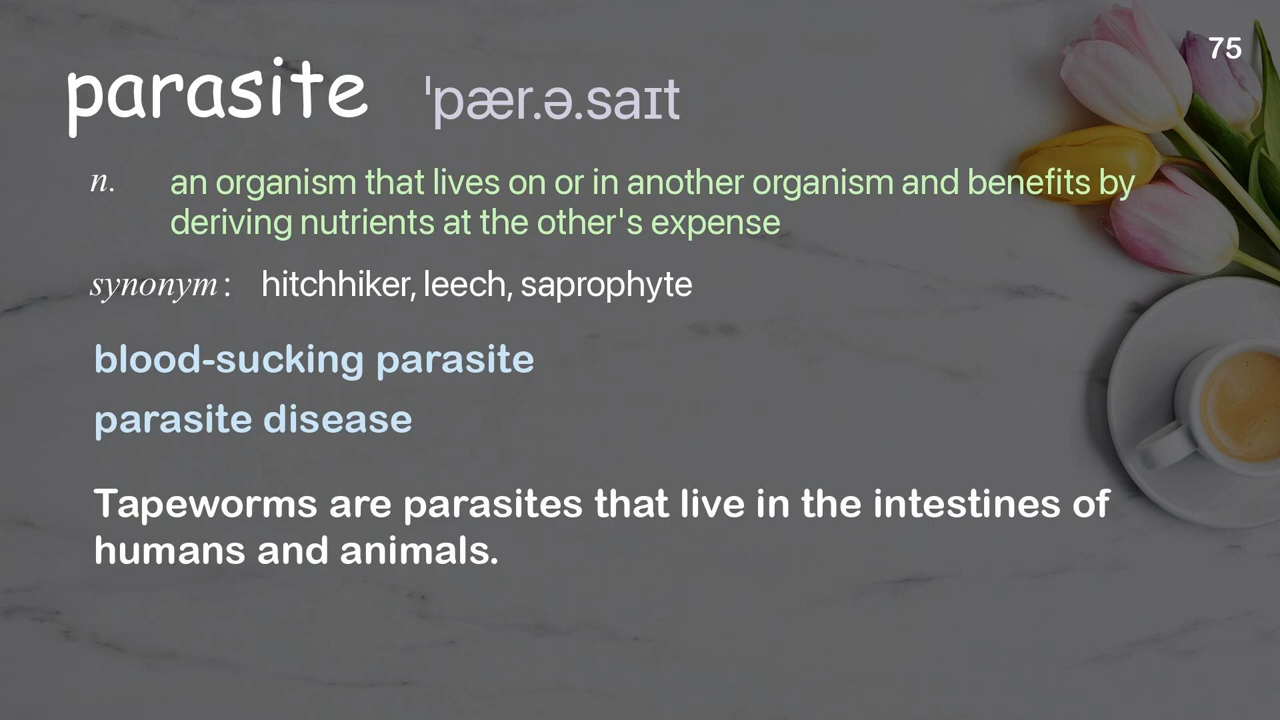 75
parasite ˈpær.ə.saɪt
n. an organism that lives on or in another organism and benefits by
deriving nutrients at the other's expense
synonym: hitchhiker, leech, saprophyte
blood-sucking parasite
parasite disease
Tapeworms are parasites that live in the intestines of
humans and animals.